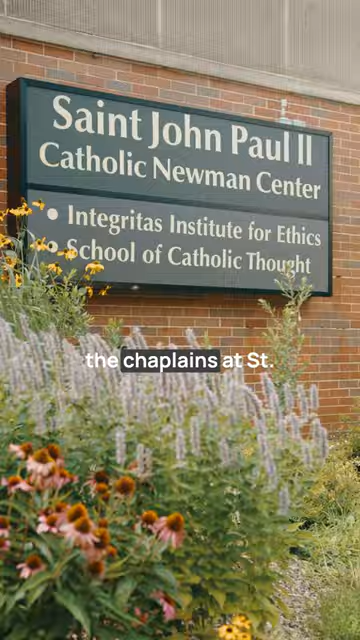 Saint John Paul II
Catholic Newman Center
• Integritas Institute for Ethics
• School of Catholic Thought
the chaplains at St.